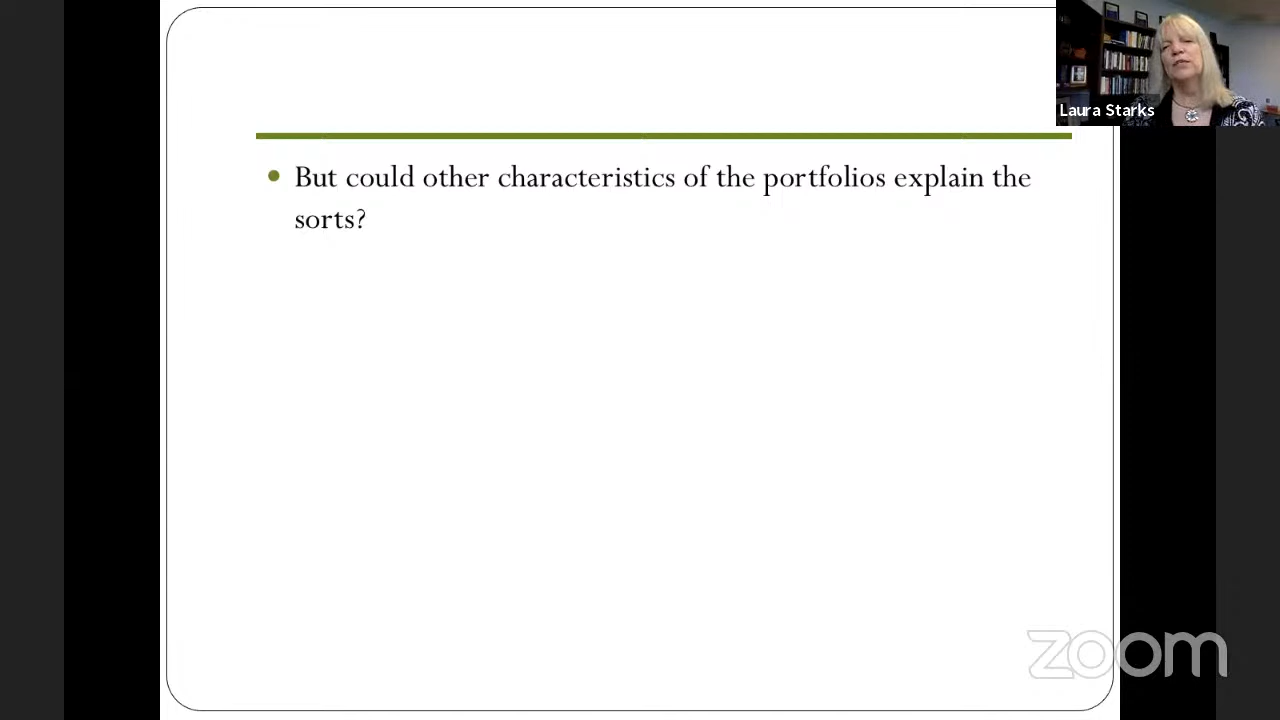 Laura Starks
But could other characteristics of the portfolios explain the
sorts?
zoom